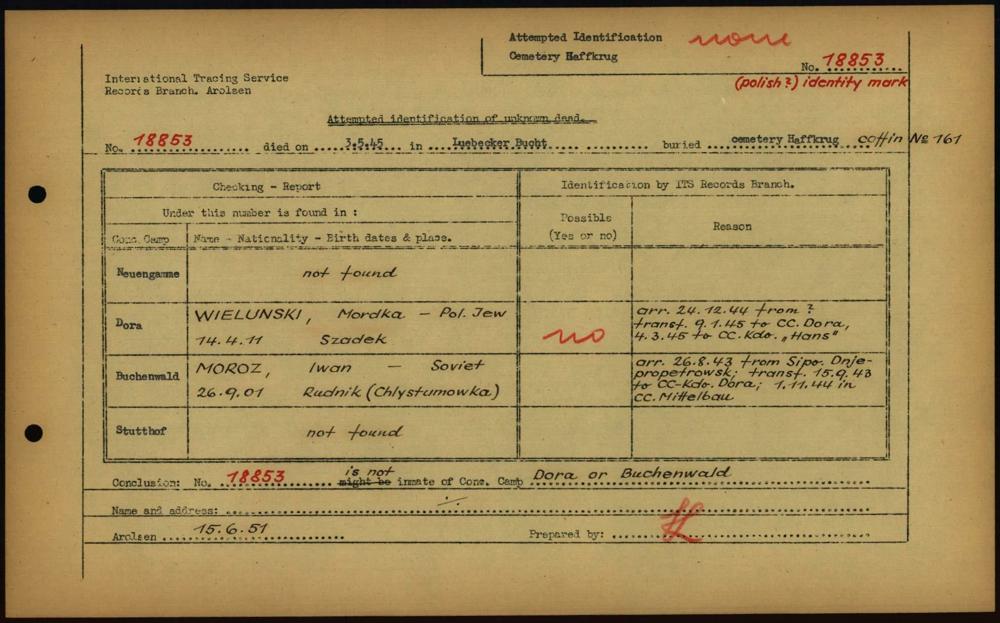 Attempted Identification none
Cemetery Haffkrug
No. 18853
(polish?) identity mark
International Tracing Service
Records Branch. Arolsen
Attempted identification of unknown dead.
No. 18853 died on 3.5.45 in Luebecker Bucht buried cemetery Haffkrug coffin No 161
Checking - Report
Identification by ITS Records Branch.
Under this number is found in :
Possible
(Yes or no)
Reason
Conc. Camp
Name - Nationality - Birth dates & place.
Neuengamme
not found
Dora
WIELUNSKI, Mordka - Pol. Jew
14.4.11 Szadek
no
arr. 24.12.44 from ?
transf. 9.1.45 to CC. Dora,
4.3.45 to CC. Kdo. „Hans"
Buchenwald
MOROZ, Iwan - Soviet
26.9.01 Rudnik (Chlystumowka)
arr. 26.8.43 from Sipo. Dnje-
propetrowsk; transf. 15.9.43
to CC-Kdo. Dora; 1.11.44 in
CC. Mittelbau
Stutthof
not found
is not
Conclusion: No. 18853 might be inmate of Conc. Camp Dora or Buchenwald
Name and address: ./.
Arolsen 15.6.51 Prepared by: